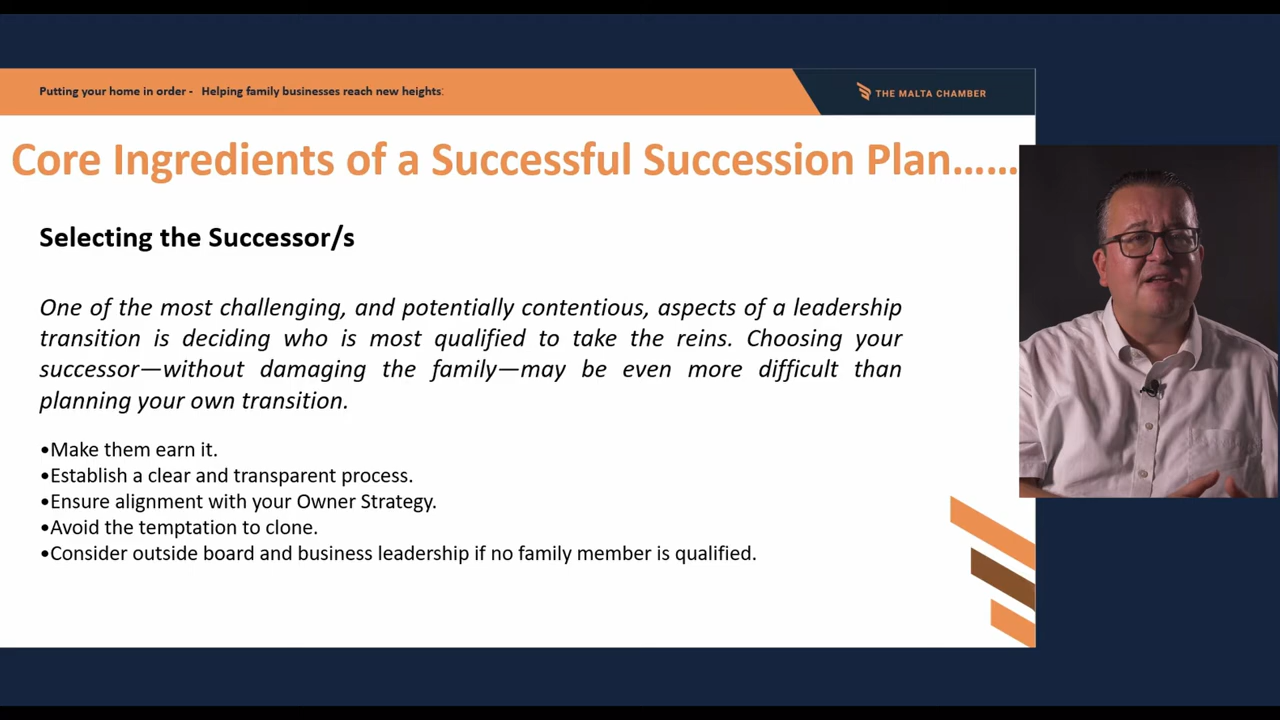 Putting your home in order -   Helping family businesses reach new heights:
THE MALTA CHAMBER
Core Ingredients of a Successful Succession Plan……
Selecting the Successor/s
One of the most challenging, and potentially contentious, aspects of a leadership
transition is deciding who is most qualified to take the reins. Choosing your
successor—without damaging the family—may be even more difficult than
planning your own transition.
•Make them earn it.
•Establish a clear and transparent process.
•Ensure alignment with your Owner Strategy.
•Avoid the temptation to clone.
•Consider outside board and business leadership if no family member is qualified.